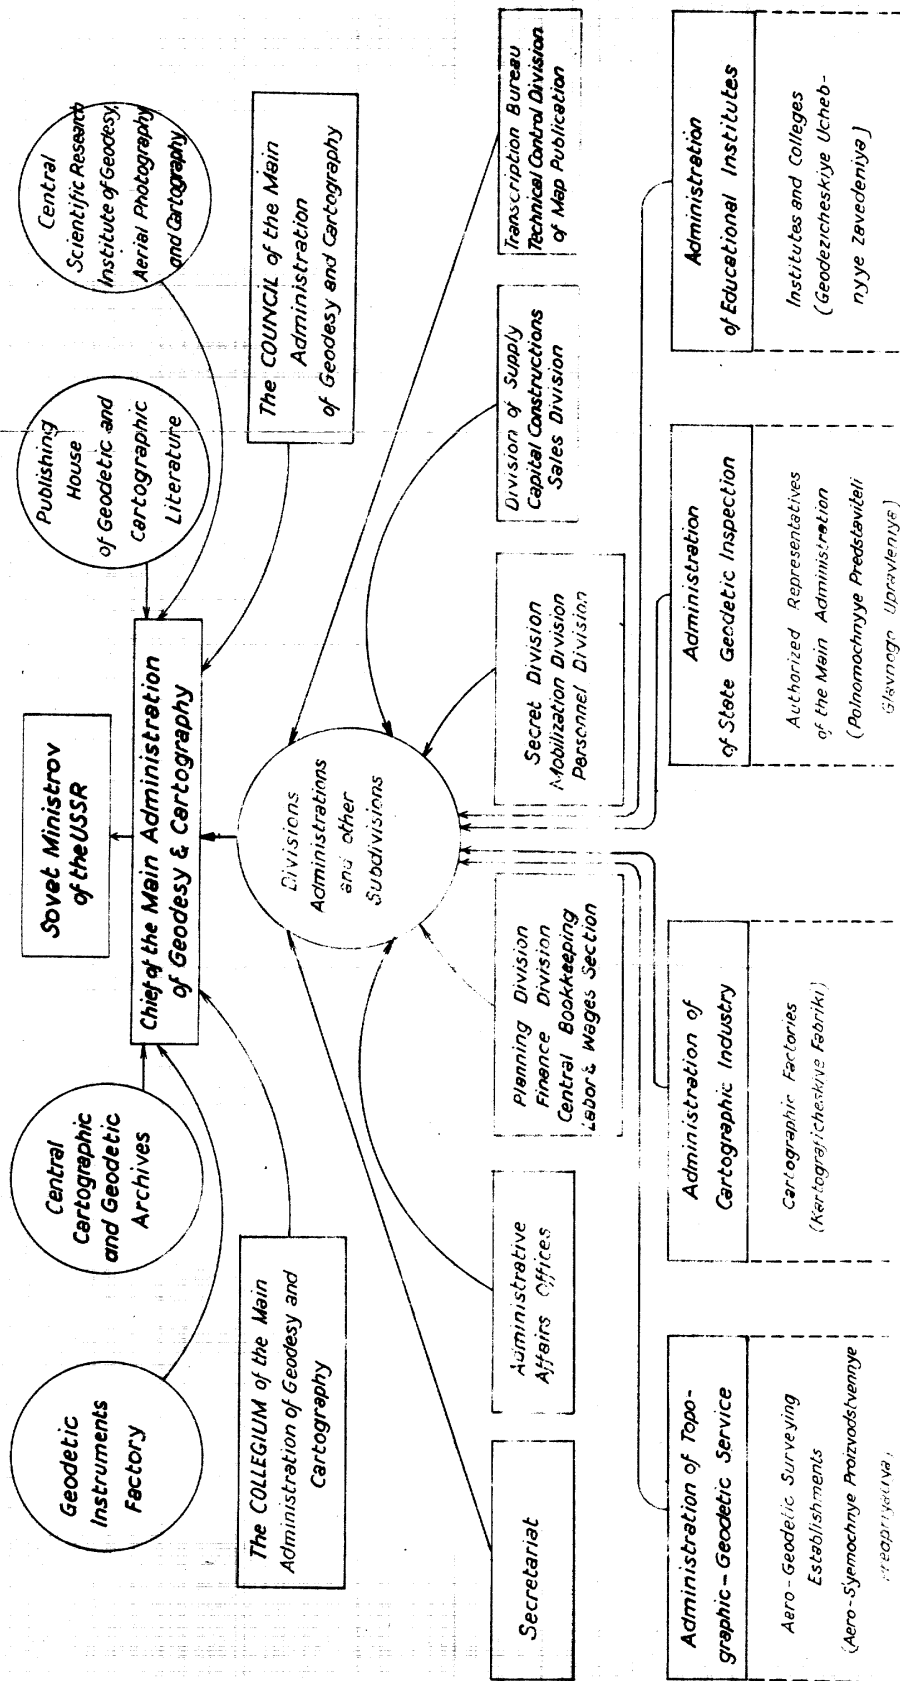 Sovet Ministrov
of the USSR
Geodetic
Instruments
Factory
Central
Cartographic
and Geodetic
Archives
Chief of the Main Administration
of Geodesy & Cartography
Publishing
House
of Geodetic and
Cartographic
Literature
Central
Scientific Research
Institute of Geodesy,
Aerial Photography
and Cartography
The COLLEGIUM of the Main
Administration of Geodesy and
Cartography
Divisions
Administrations
and other
Subdivisions
The COUNCIL of the Main
Administration
of Geodesy and Cartography
Secretariat
Administrative
Affairs Offices
Planning Division
Finance Division
Central Bookkeeping
Labor & Wages Section
Secret Division
Mobilization Division
Personnel Division
Division of Supply
Capital Constructions
Sales Division
Transcription Bureau
Technical Control Division
of Map Publication
Administration of Topo-
graphic-Geodetic Service
Aero-Geodetic Surveying
Establishments
(Aero-Syemochnye Proizvodstvennye
Administration of
Cartographic Industry
Cartographic Factories
(Kartograficheskiye Fabriki)
Administration
of State Geodetic Inspection
Authorized Representatives
of the Main Administration
(Polnomochnyye Predstaviteli
Glavnogo Upravleniya)
Administration
of Educational Institutes
Institutes and Colleges
(Geodezicheskiye Ucheb-
nyye Zavedeniya)